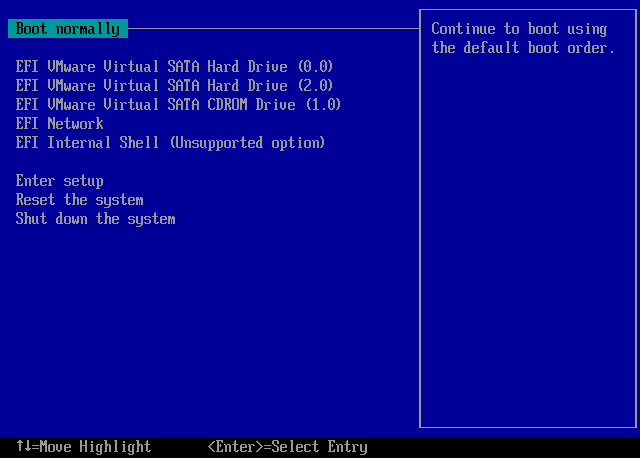 Boot normally
Continue to boot using
the default boot order.
EFI VMware Virtual SATA Hard Drive (0.0)
EFI VMware Virtual SATA Hard Drive (2.0)
EFI VMware Virtual SATA CDROM Drive (1.0)
EFI Network
EFI Internal Shell (Unsupported option)
Enter setup
Reset the system
Shut down the system
↑↓=Move Highlight
<Enter>=Select Entry